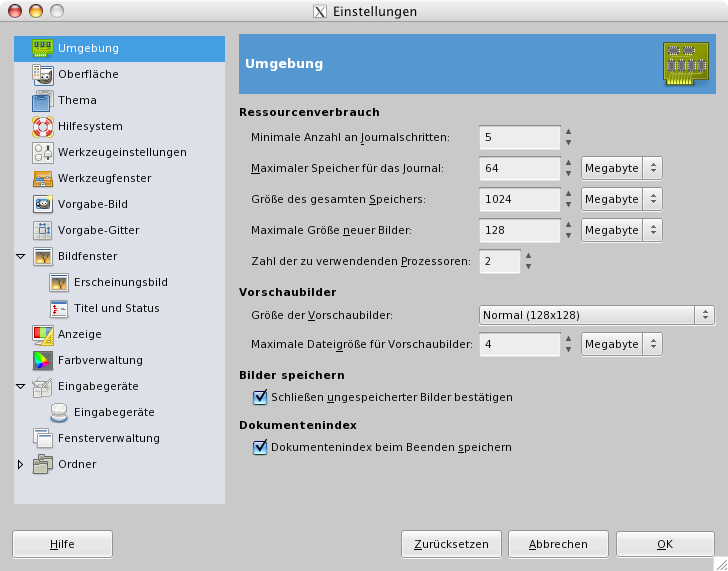 Einstellungen
Umgebung
Oberfläche
Thema
Hilfesystem
Werkzeugeinstellungen
Werkzeugfenster
Vorgabe-Bild
Vorgabe-Gitter
Bildfenster
Erscheinungsbild
Titel und Status
Anzeige
Farbverwaltung
Eingabegeräte
Eingabegeräte
Fensterverwaltung
Ordner
Umgebung
Ressourcenverbrauch
Minimale Anzahl an Journalschritten: 5
Maximaler Speicher für das Journal: 64 Megabyte
Größe des gesamten Speichers: 1024 Megabyte
Maximale Größe neuer Bilder: 128 Megabyte
Zahl der zu verwendenden Prozessoren: 2
Vorschaubilder
Größe der Vorschaubilder: Normal (128x128)
Maximale Dateigröße für Vorschaubilder: 4 Megabyte
Bilder speichern
Schließen ungespeicherter Bilder bestätigen
Dokumentenindex
Dokumentenindex beim Beenden speichern
Hilfe Zurücksetzen Abbrechen OK